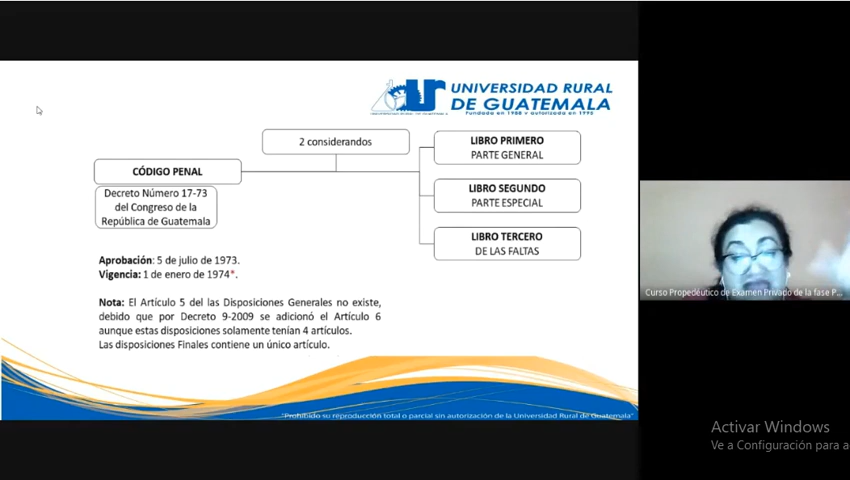 UNIVERSIDAD RURAL
DE GUATEMALA
Fundada en 1988 y autorizada en 1995
2 considerandos
LIBRO PRIMERO
PARTE GENERAL
CÓDIGO PENAL
LIBRO SEGUNDO
PARTE ESPECIAL
Decreto Número 17-73
del Congreso de la
República de Guatemala
LIBRO TERCERO
DE LAS FALTAS
Aprobación: 5 de julio de 1973.
Vigencia: 1 de enero de 1974*.
Nota: El Artículo 5 del las Disposiciones Generales no existe,
debido que por Decreto 9-2009 se adicionó el Artículo 6
aunque estas disposiciones solamente tenían 4 artículos.
Las disposiciones Finales contiene un único artículo.
"Prohibido su reproducción total o parcial sin autorización de la Universidad Rural de Guatemala"
Curso Propedéutico de Examen Privado de la fase P...
Activar Windows
Ve a Configuración para a